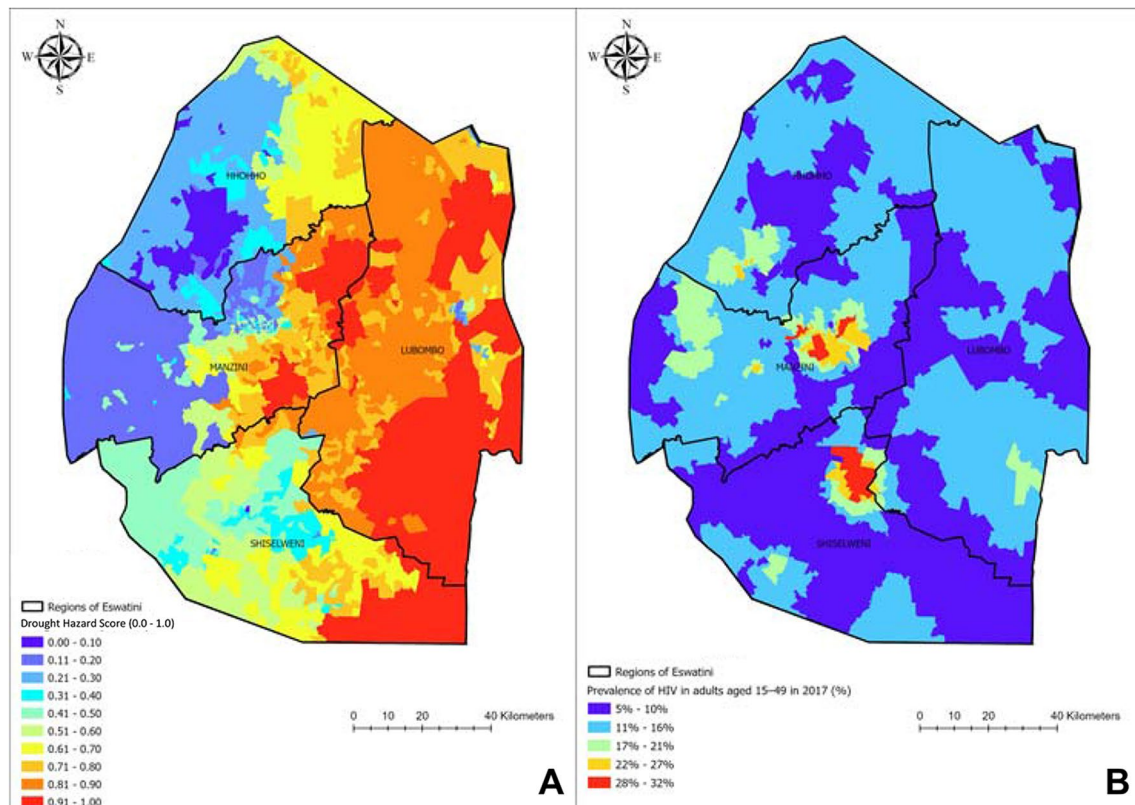 N
W E
S
HHOHHO
MANZINI
LUBOMBO
SHISELWENI
Regions of Eswatini
Drought Hazard Score (0.0 - 1.0)
0.00 - 0.10
0.11 - 0.20
0.21 - 0.30
0.31 - 0.40
0.41 - 0.50
0.51 - 0.60
0.61 - 0.70
0.71 - 0.80
0.81 - 0.90
0.91 - 1.00
0 20 40 Kilometers
A
N
W E
S
HHOHHO
MANZINI
LUBOMBO
SHISELWENI
Regions of Eswatini
Prevalence of HIV in adults aged 15–49 in 2017 (%)
5% - 10%
11% - 16%
17% - 21%
22% - 27%
28% - 32%
0 10 20 40 Kilometers
B